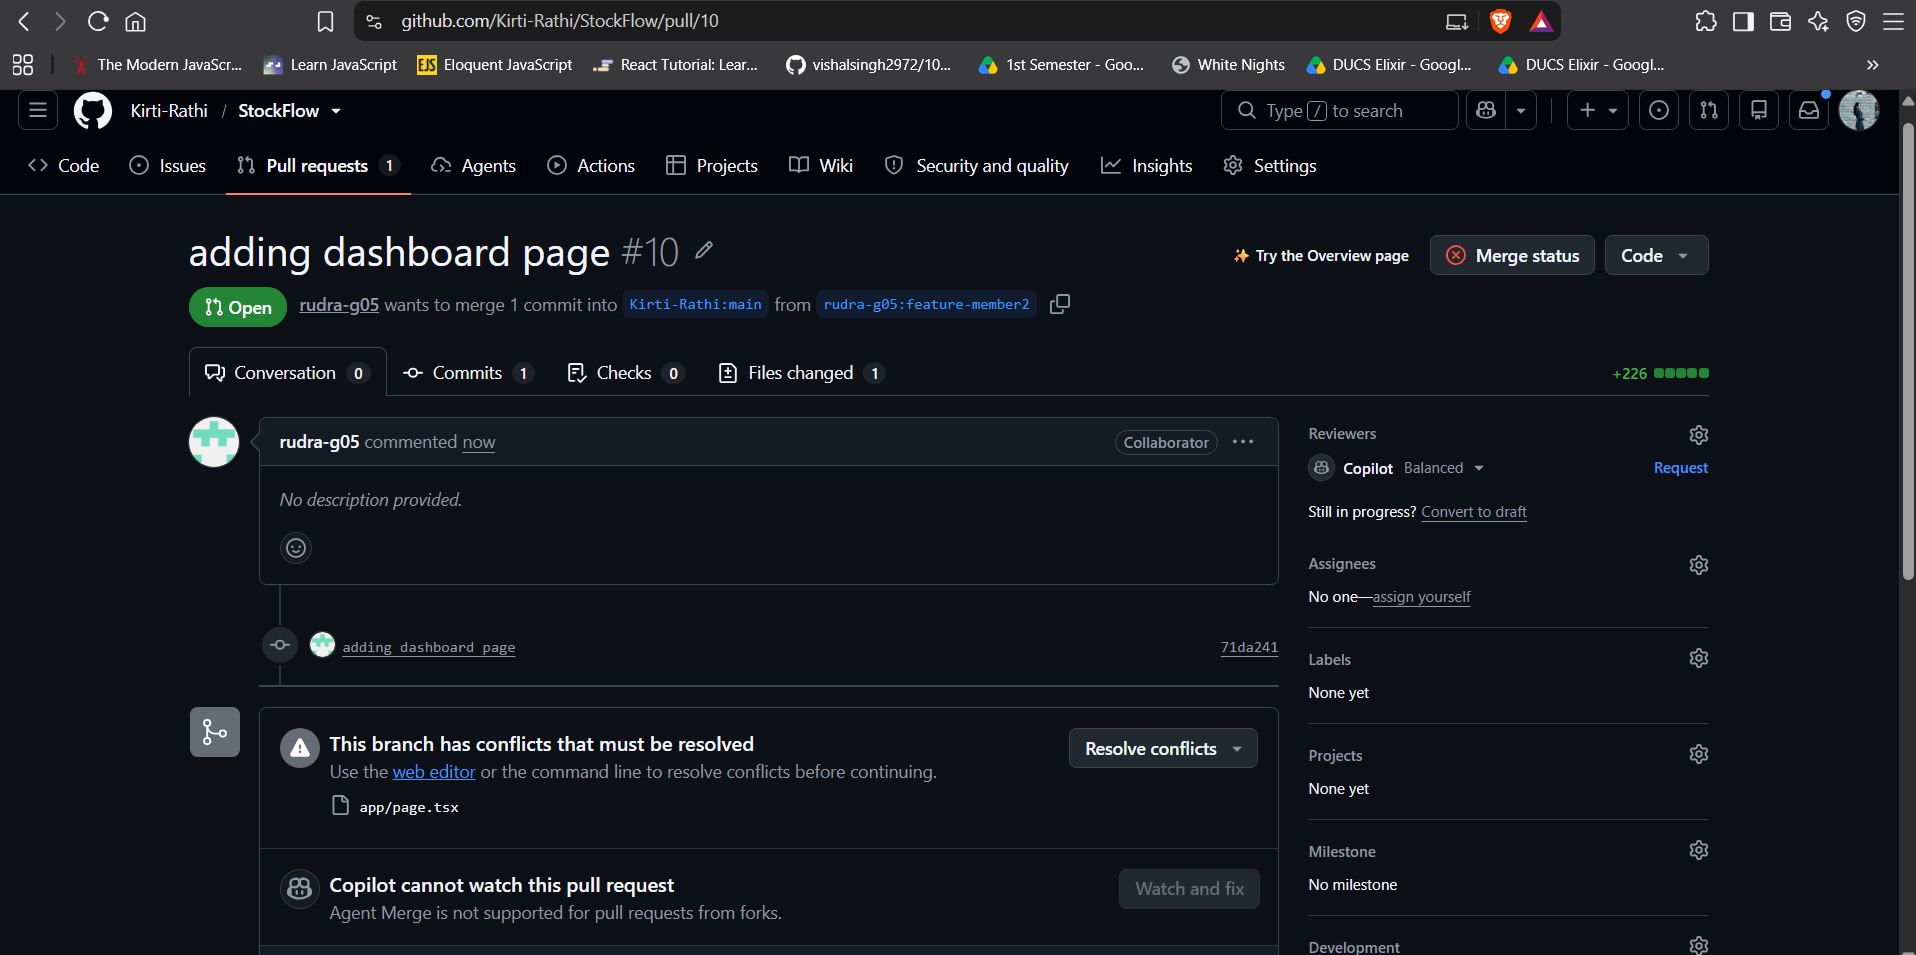 github.com/Kirti-Rathi/StockFlow/pull/10
The Modern JavaScr... Learn JavaScript EJS Eloquent JavaScript React Tutorial: Lear... vishalsingh2972/10... 1st Semester - Goo... White Nights DUCS Elixir - Googl... DUCS Elixir - Googl... »
Kirti-Rathi / StockFlow Type / to search
Code Issues Pull requests 1 Agents Actions Projects Wiki Security and quality Insights Settings
adding dashboard page #10 Try the Overview page Merge status Code
Open rudra-g05 wants to merge 1 commit into Kirti-Rathi:main from rudra-g05:feature-member2
Conversation 0 Commits 1 Checks 0 Files changed 1 +226
rudra-g05 commented now Collaborator ...
No description provided.
adding dashboard page 71da241
This branch has conflicts that must be resolved Resolve conflicts
Use the web editor or the command line to resolve conflicts before continuing.
app/page.tsx
Copilot cannot watch this pull request Watch and fix
Agent Merge is not supported for pull requests from forks.
Reviewers
Copilot Balanced Request
Still in progress? Convert to draft
Assignees
No one—assign yourself
Labels
None yet
Projects
None yet
Milestone
No milestone
Development